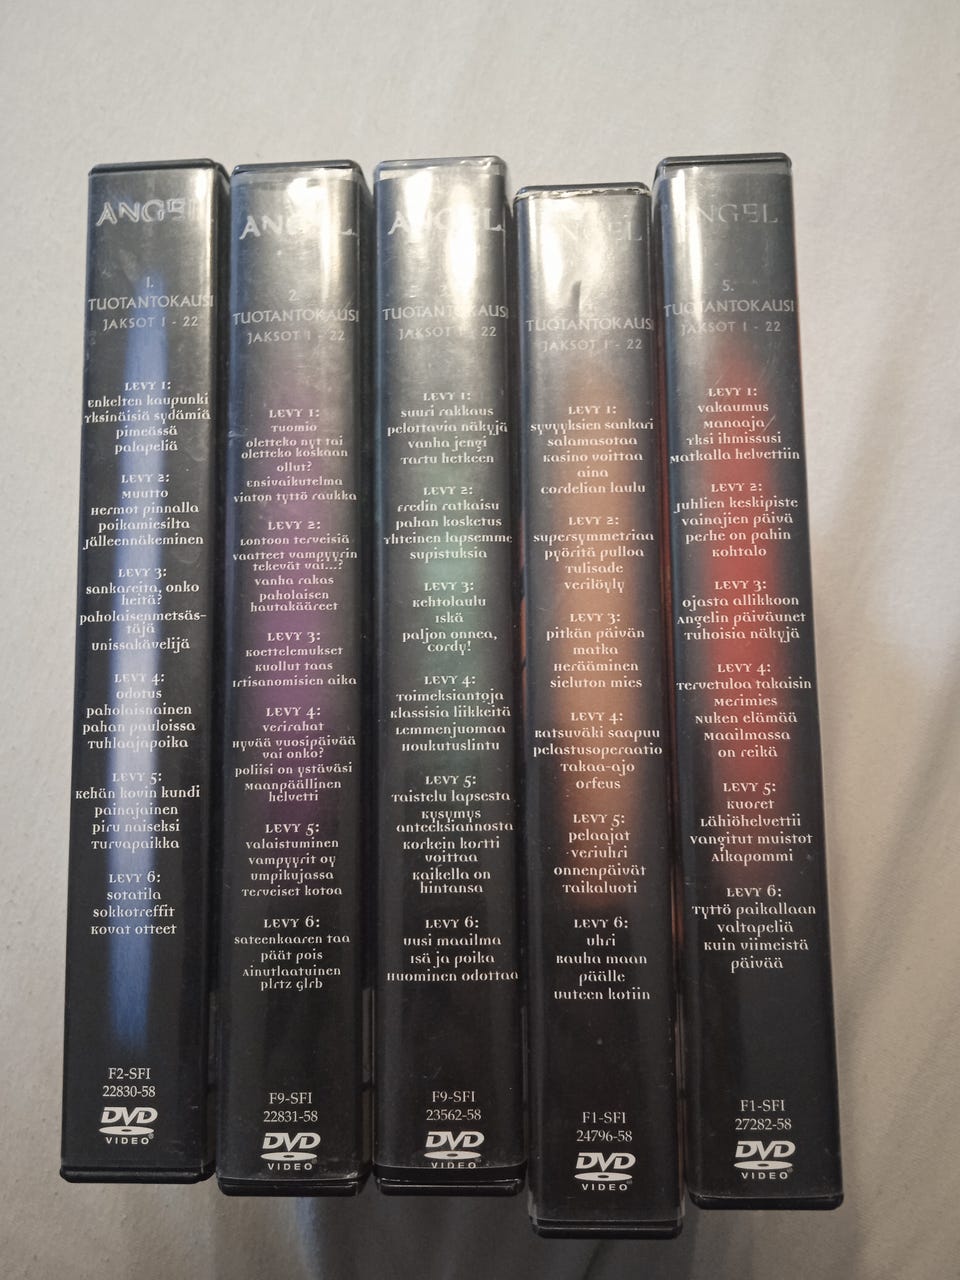 ANGEL
1.
TUOTANTOKAUSI
JAKSOT 1 - 22
LEVY 1:
Enkelten kaupunki
Yksinäisiä sydämiä
Pimeässä
Palapeliä
LEVY 2:
Muutto
Hermot pinnalla
Poikamiesilta
Jälleennäkeminen
LEVY 3:
Sankareita, onko
heitä?
Paholaisenmetsäs-
täjä
Unissakävelijä
LEVY 4:
Odotus
Paholaisnainen
Pahan pauloissa
Tuhlaajapoika
LEVY 5:
Kehän kovin kundi
Painajainen
Piru naiseksi
Turvapaikka
LEVY 6:
Sotatila
Sokkotreffit
Kovat otteet
F2-SFI
22830-58
DVD
VIDEO
ANGEL
2.
TUOTANTOKAUSI
JAKSOT 1 - 22
LEVY 1:
Tuomio
Oletteko nyt tai
oletteko koskaan
ollut?
Ensivaikutelma
Viaton tyttö raukka
LEVY 2:
Lontoon terveisiä
Vaatteet vampyyrin
tekevät vai...?
Vanha rakas
Paholaisen
hautakääreet
LEVY 3:
Koettelemukset
Kuollut taas
Irtisanomisien aika
LEVY 4:
Verirahat
Hyvää vuosipäivää
vai onko?
Poliisi on ystäväsi
Maanpäällinen
helvetti
LEVY 5:
Valaistuminen
Vampyyrit oy
Umpikujassa
Terveiset kotoa
LEVY 6:
Sateenkaaren taa
Päät pois
Ainutlaatuinen
Plrtz glrb
F9-SFI
22831-58
DVD
VIDEO
ANGEL
TUOTANTOKAUSI
JAKSOT 1 - 22
LEVY 1:
Suuri rakkaus
Pelottavia näkyjä
Vanha jengi
Tartu hetkeen
LEVY 2:
Fredin ratkaisu
Pahan kosketus
Yhteinen lapsemme
Supistuksia
LEVY 3:
Kehtolaulu
Iskä
Paljon onnea,
Cordy!
LEVY 4:
Toimeksiantoja
Klassisia liikkeitä
Lemmenjuomaa
Houkutuslintu
LEVY 5:
Taistelu lapsesta
Kysymys
anteeksiannosta
Korkein kortti
voittaa
Kaikella on
hintansa
LEVY 6:
Uusi maailma
Isä ja poika
Huominen odottaa
F9-SFI
23562-58
DVD
VIDEO
ANGEL
TUOTANTOKAUSI
JAKSOT 1 - 22
LEVY 1:
Syvyyksien sankari
Salamasotaa
Kasino voittaa
aina
Cordelian laulu
LEVY 2:
Supersymmetriaa
Pyöritä pulloa
Tulisade
Verilöyly
LEVY 3:
Pitkän päivän
matka
Herääminen
Sieluton mies
LEVY 4:
Ratsuväki saapuu
Pelastusoperaatio
Takaa-ajo
Orfeus
LEVY 5:
Pelaajat
Veriuhri
Onnenpäivät
Taikaluoti
LEVY 6:
Uhri
Rauha maan
päälle
Uuteen kotiin
F1-SFI
24796-58
DVD
VIDEO
ANGEL
5.
TUOTANTOKAUSI
JAKSOT 1 - 22
LEVY 1:
Vakaumus
Manaaja
Yksi ihmissusi
Matkalla helvettiin
LEVY 2:
Juhlien keskipiste
Vainajien päivä
Perhe on pahin
Kohtalo
LEVY 3:
Ojasta allikkoon
Angelin päiväunet
Tuhoisia näkyjä
LEVY 4:
Tervetuloa takaisin
Merimies
Nuken elämää
Maailmassa
on reikä
LEVY 5:
Kuoret
Lähiöhelvetti
Vangitut muistot
Aikapommi
LEVY 6:
Tyttö paikallaan
Valtapeliä
Kuin viimeistä
päivää
F1-SFI
27282-58
DVD
VIDEO